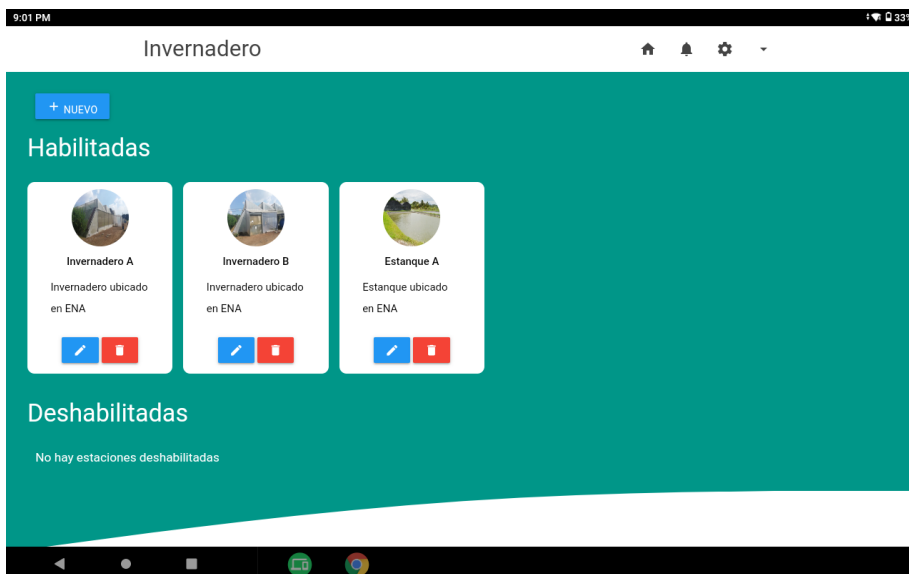 9:01 PM
33%
Invernadero
+ NUEVO
Habilitadas
Invernadero A
Invernadero ubicado
en ENA
Invernadero B
Invernadero ubicado
en ENA
Estanque A
Estanque ubicado
en ENA
Deshabilitadas
No hay estaciones deshabilitadas